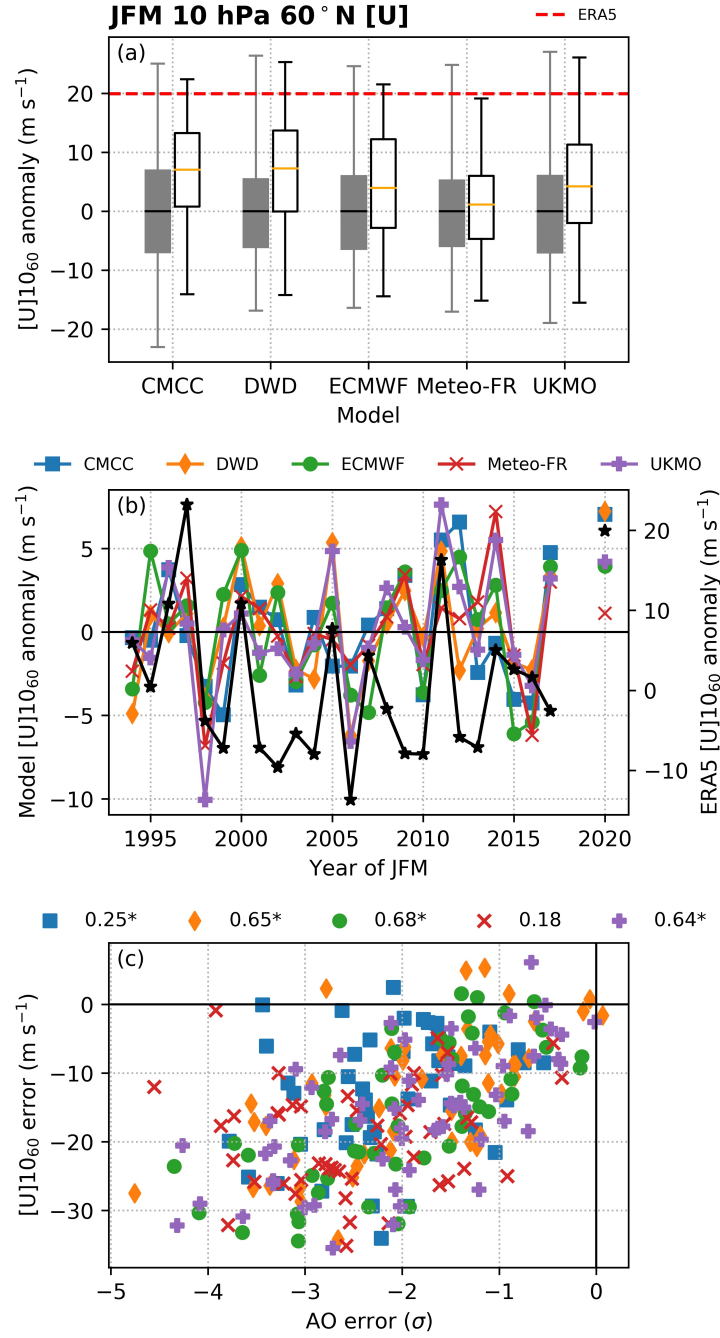 JFM 10 hPa 60°N [U]
ERA5
(a)
[U]10₆₀ anomaly (m s⁻¹)
20
10
0
−10
−20
CMCC DWD ECMWF Meteo-FR UKMO
Model
CMCC DWD ECMWF Meteo-FR UKMO
(b)
Model [U]10₆₀ anomaly (m s⁻¹)
5
0
−5
−10
20
10
0
−10
ERA5 [U]10₆₀ anomaly (m s⁻¹)
1995 2000 2005 2010 2015 2020
Year of JFM
0.25* 0.65* 0.68* 0.18 0.64*
(c)
[U]10₆₀ error (m s⁻¹)
0
−10
−20
−30
−5 −4 −3 −2 −1 0
AO error (σ)